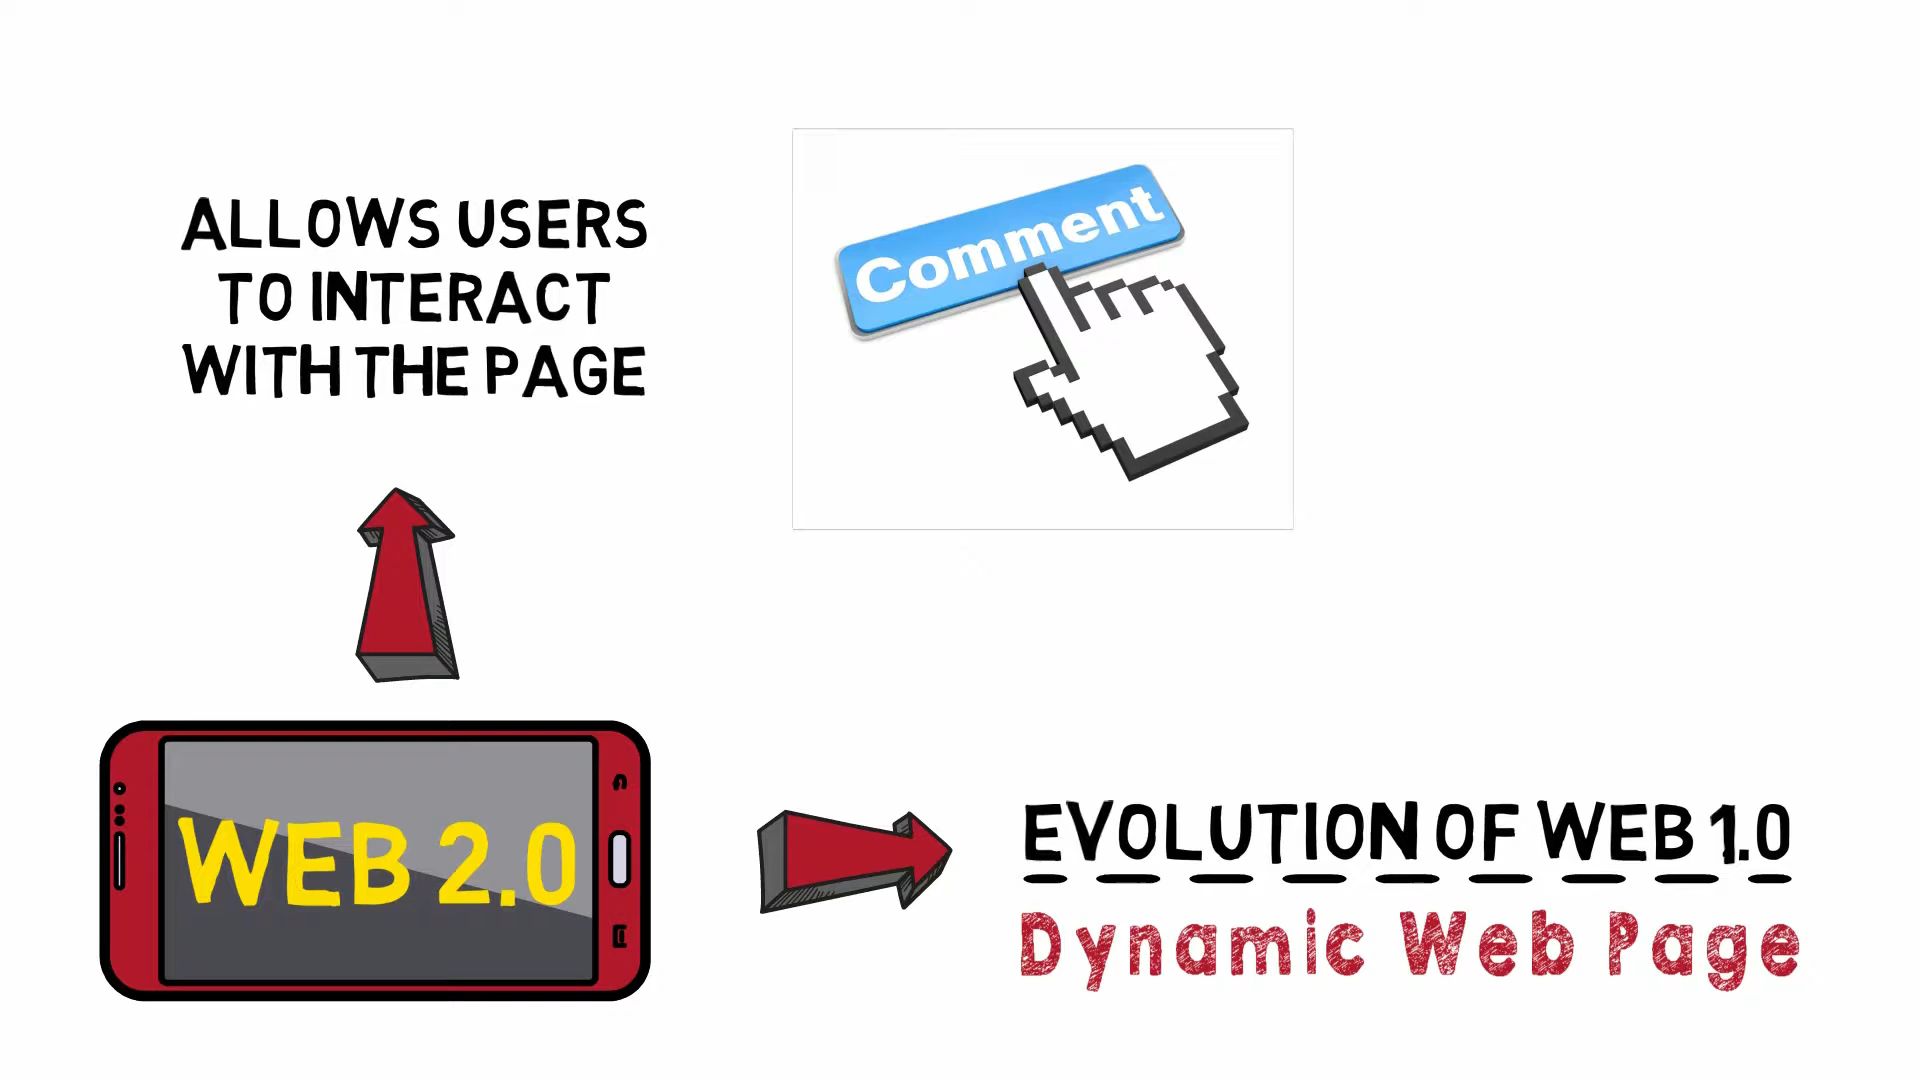 ALLOWS USERS
TO INTERACT
WITH THE PAGE
Comment
WEB 2.0
EVOLUTION OF WEB 1.0
Dynamic Web Page